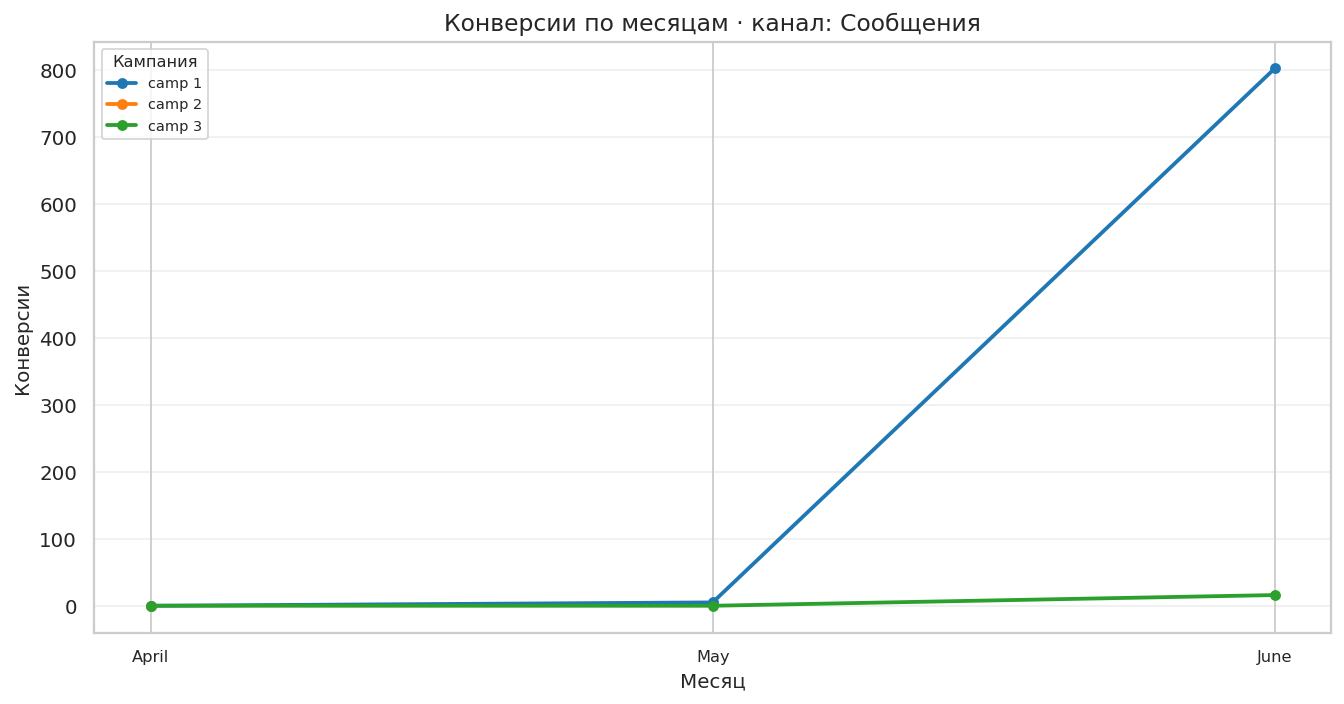 Конверсии по месяцам · канал: Сообщения
Кампания
camp 1
camp 2
camp 3
Конверсии
800
700
600
500
400
300
200
100
0
April May June
Месяц